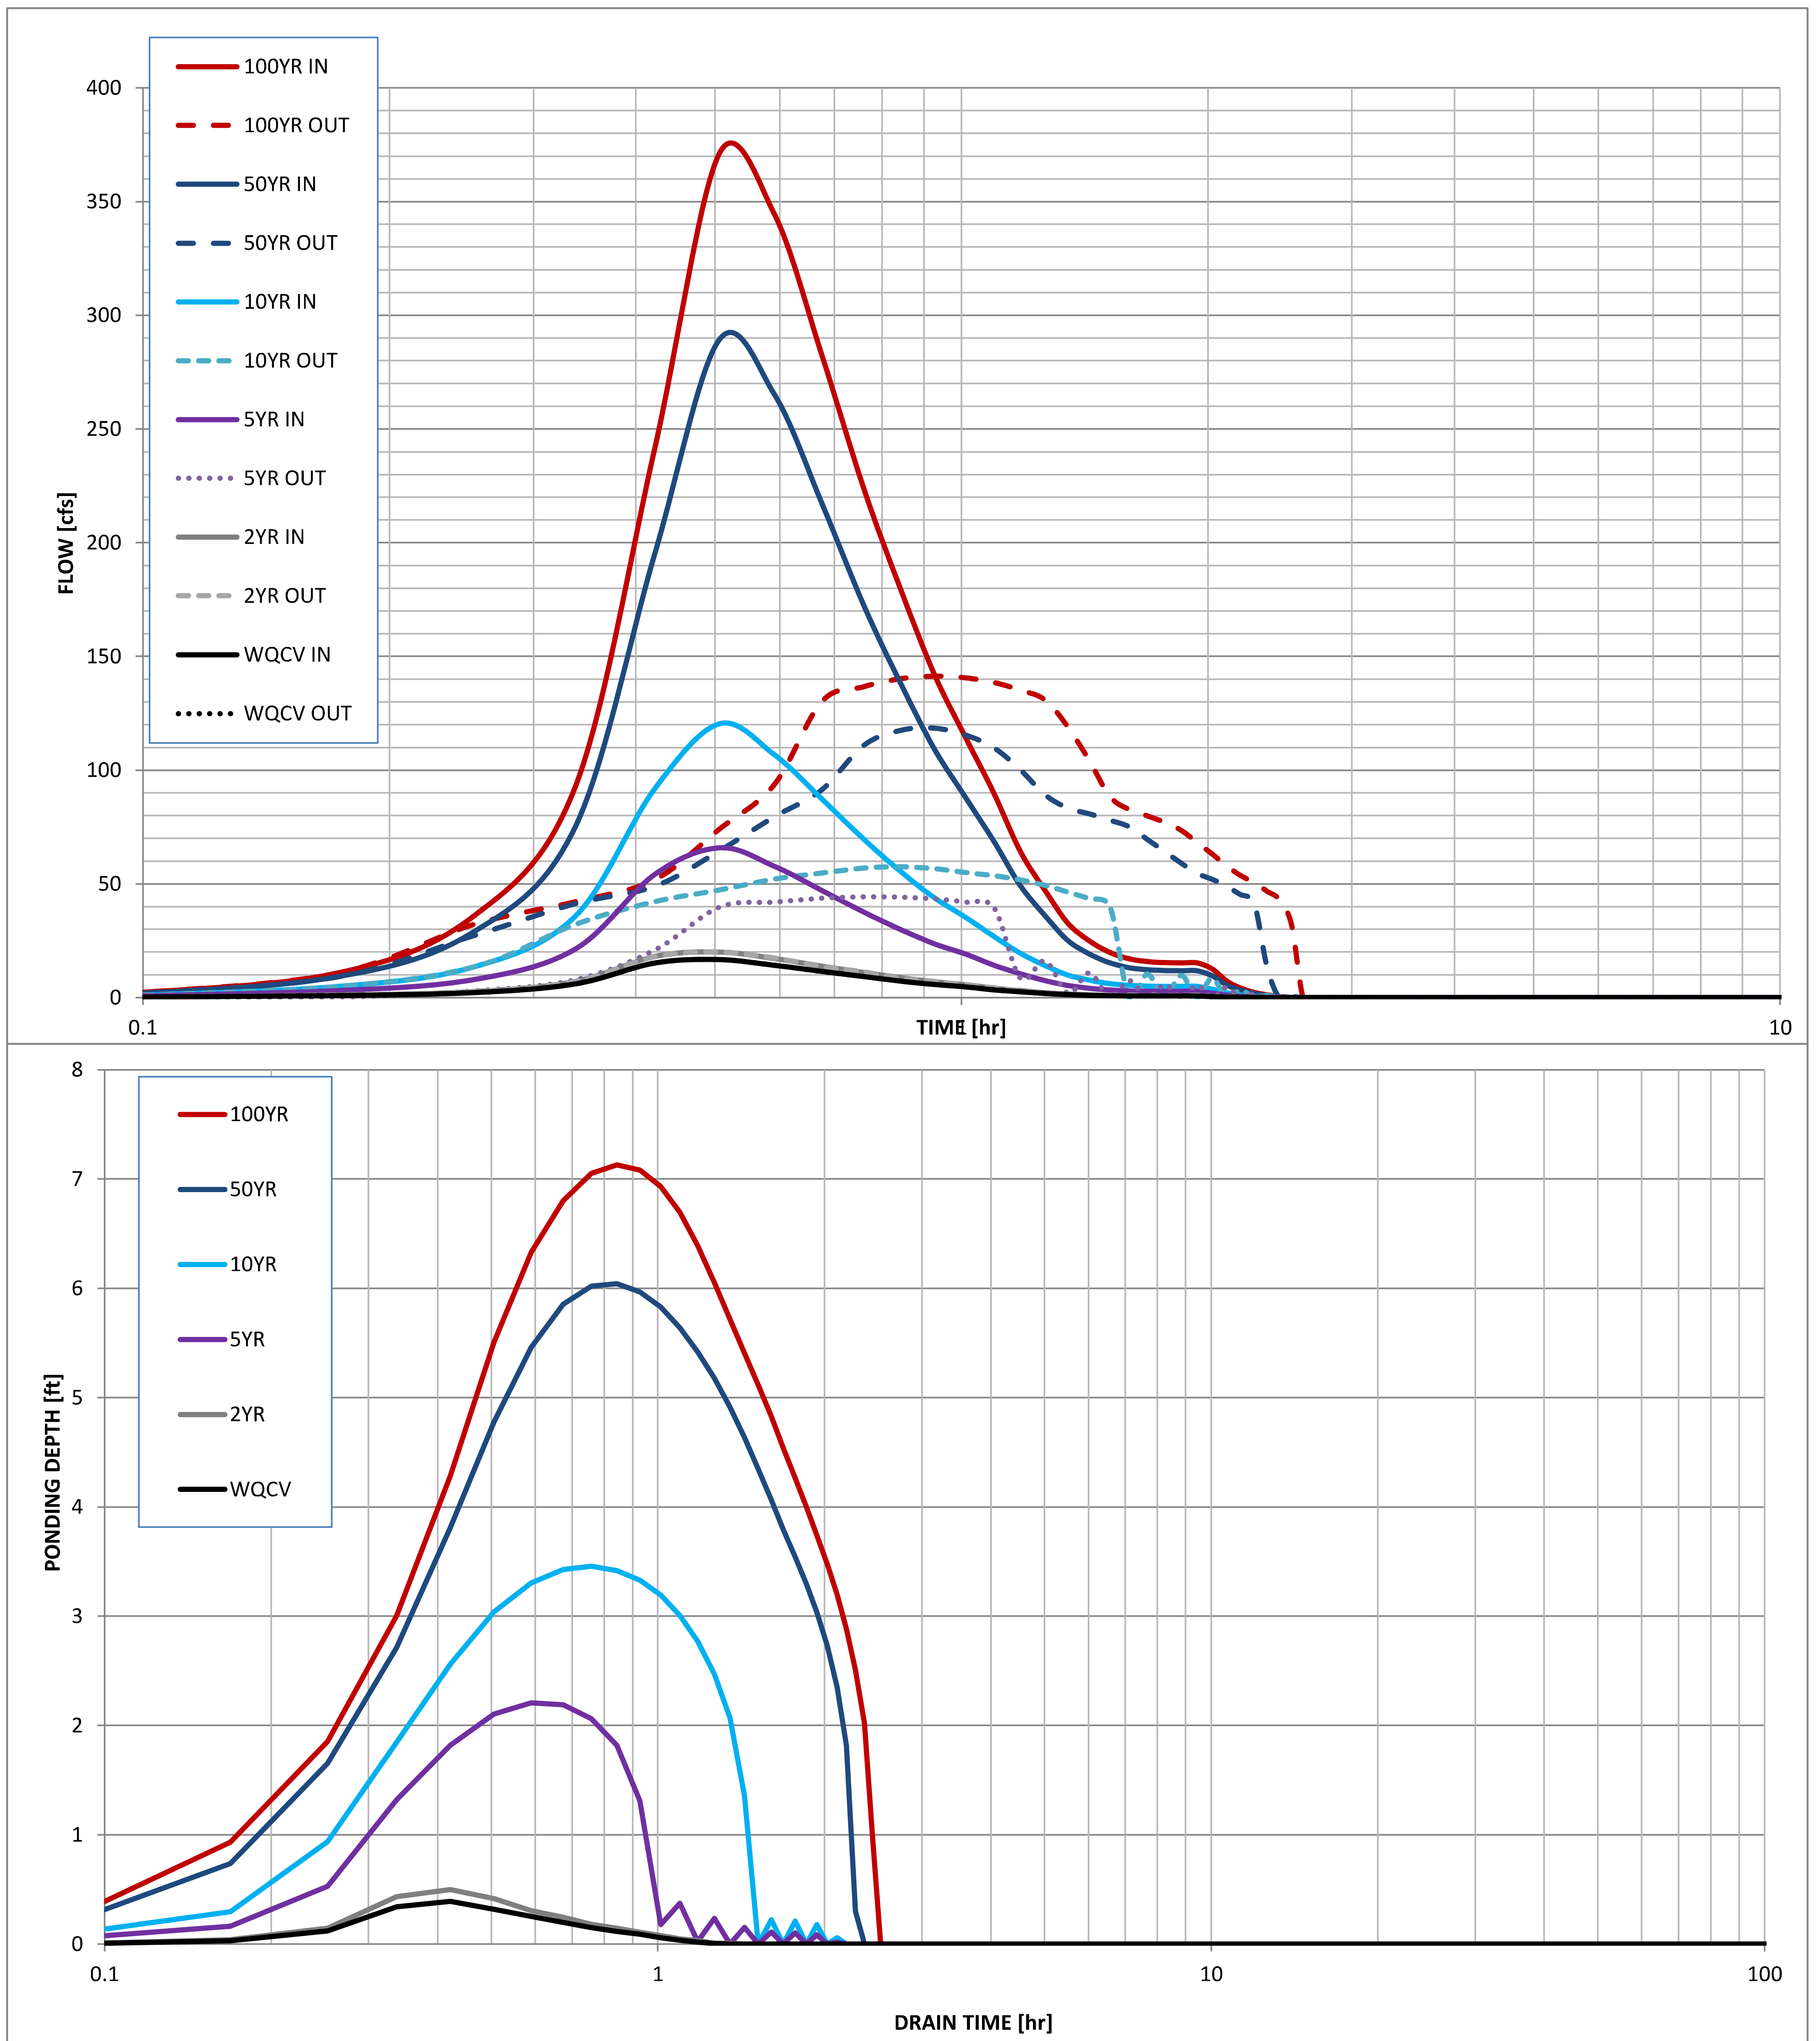 100YR IN
100YR OUT
50YR IN
50YR OUT
10YR IN
10YR OUT
5YR IN
5YR OUT
2YR IN
2YR OUT
WQCV IN
WQCV OUT
400
350
300
250
200
150
100
50
0
FLOW [cfs]
0.1
1
10
TIME [hr]
100YR
50YR
10YR
5YR
2YR
WQCV
8
7
6
5
4
3
2
1
0
PONDING DEPTH [ft]
0.1
1
10
100
DRAIN TIME [hr]